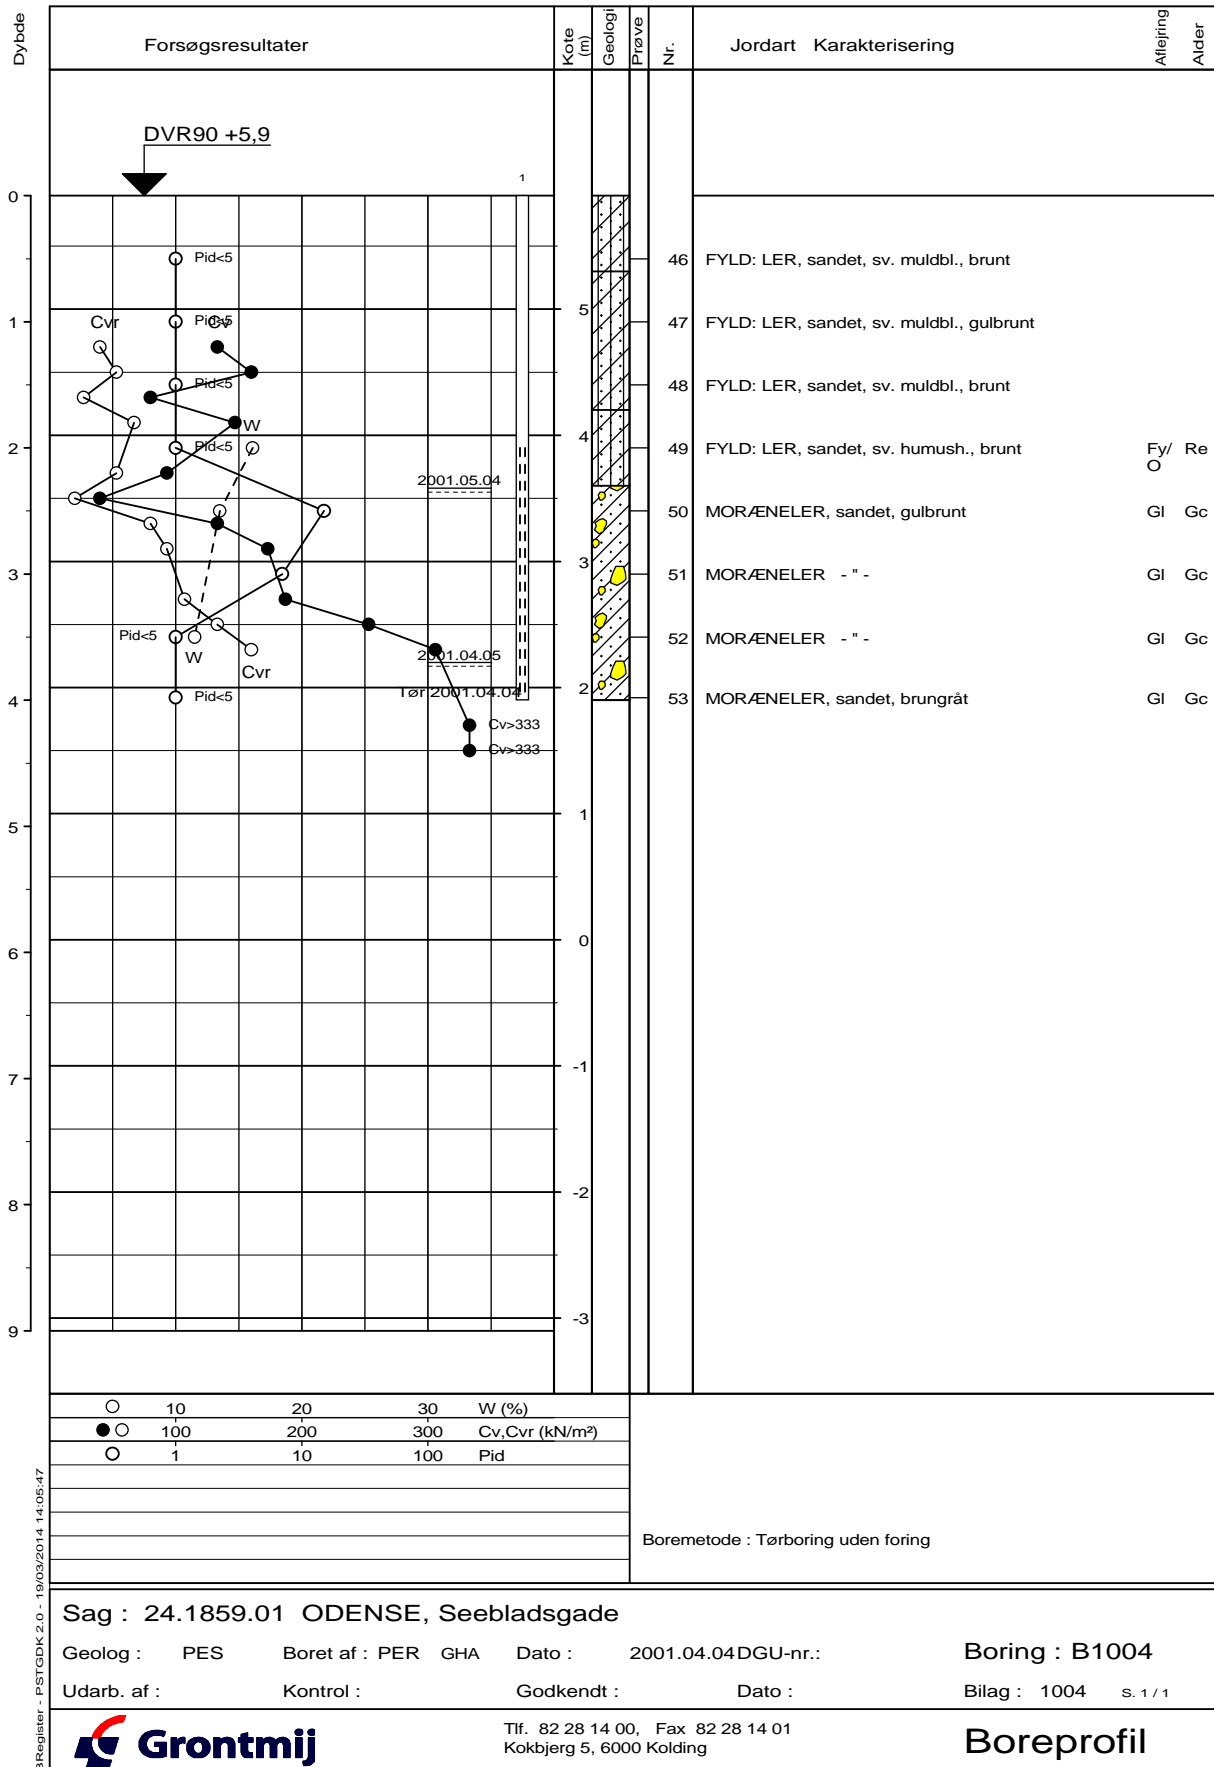 Dybde
Forsøgsresultater
Kote (m)
Geologi
Prøve
Nr.
Jordart Karakterisering
Aflejring
Alder
DVR90 +5,9
1
0
Pid<5
46 FYLD: LER, sandet, sv. muldbl., brunt
5
1
Cvr
Pid<5
Cv
47 FYLD: LER, sandet, sv. muldbl., gulbrunt
Pid<5
48 FYLD: LER, sandet, sv. muldbl., brunt
W
4
2
Pid<5
49 FYLD: LER, sandet, sv. humush., brunt Fy/ Re
O
2001.05.04
50 MORÆNELER, sandet, gulbrunt Gl Gc
3
3
51 MORÆNELER - " - Gl Gc
Pid<5
W
52 MORÆNELER - " - Gl Gc
2001.04.05
Cvr
2
Tør 2001.04.04
4
Pid<5
53 MORÆNELER, sandet, brungråt Gl Gc
Cv>333
Cv>333
1
5
0
6
-1
7
-2
8
-3
9
10 20 30 W (%)
100 200 300 Cv,Cvr (kN/m²)
1 10 100 Pid
Boremetode : Tørboring uden foring
BRegister - PSTGDK 2.0 - 19/03/2014 14:05:47
Sag : 24.1859.01 ODENSE, Seebladsgade
Geolog : PES Boret af : PER GHA Dato : 2001.04.04 DGU-nr.: Boring : B1004
Udarb. af : Kontrol : Godkendt : Dato : Bilag : 1004 S. 1 / 1
Grontmij
Tlf. 82 28 14 00, Fax 82 28 14 01
Kokbjerg 5, 6000 Kolding
Boreprofil